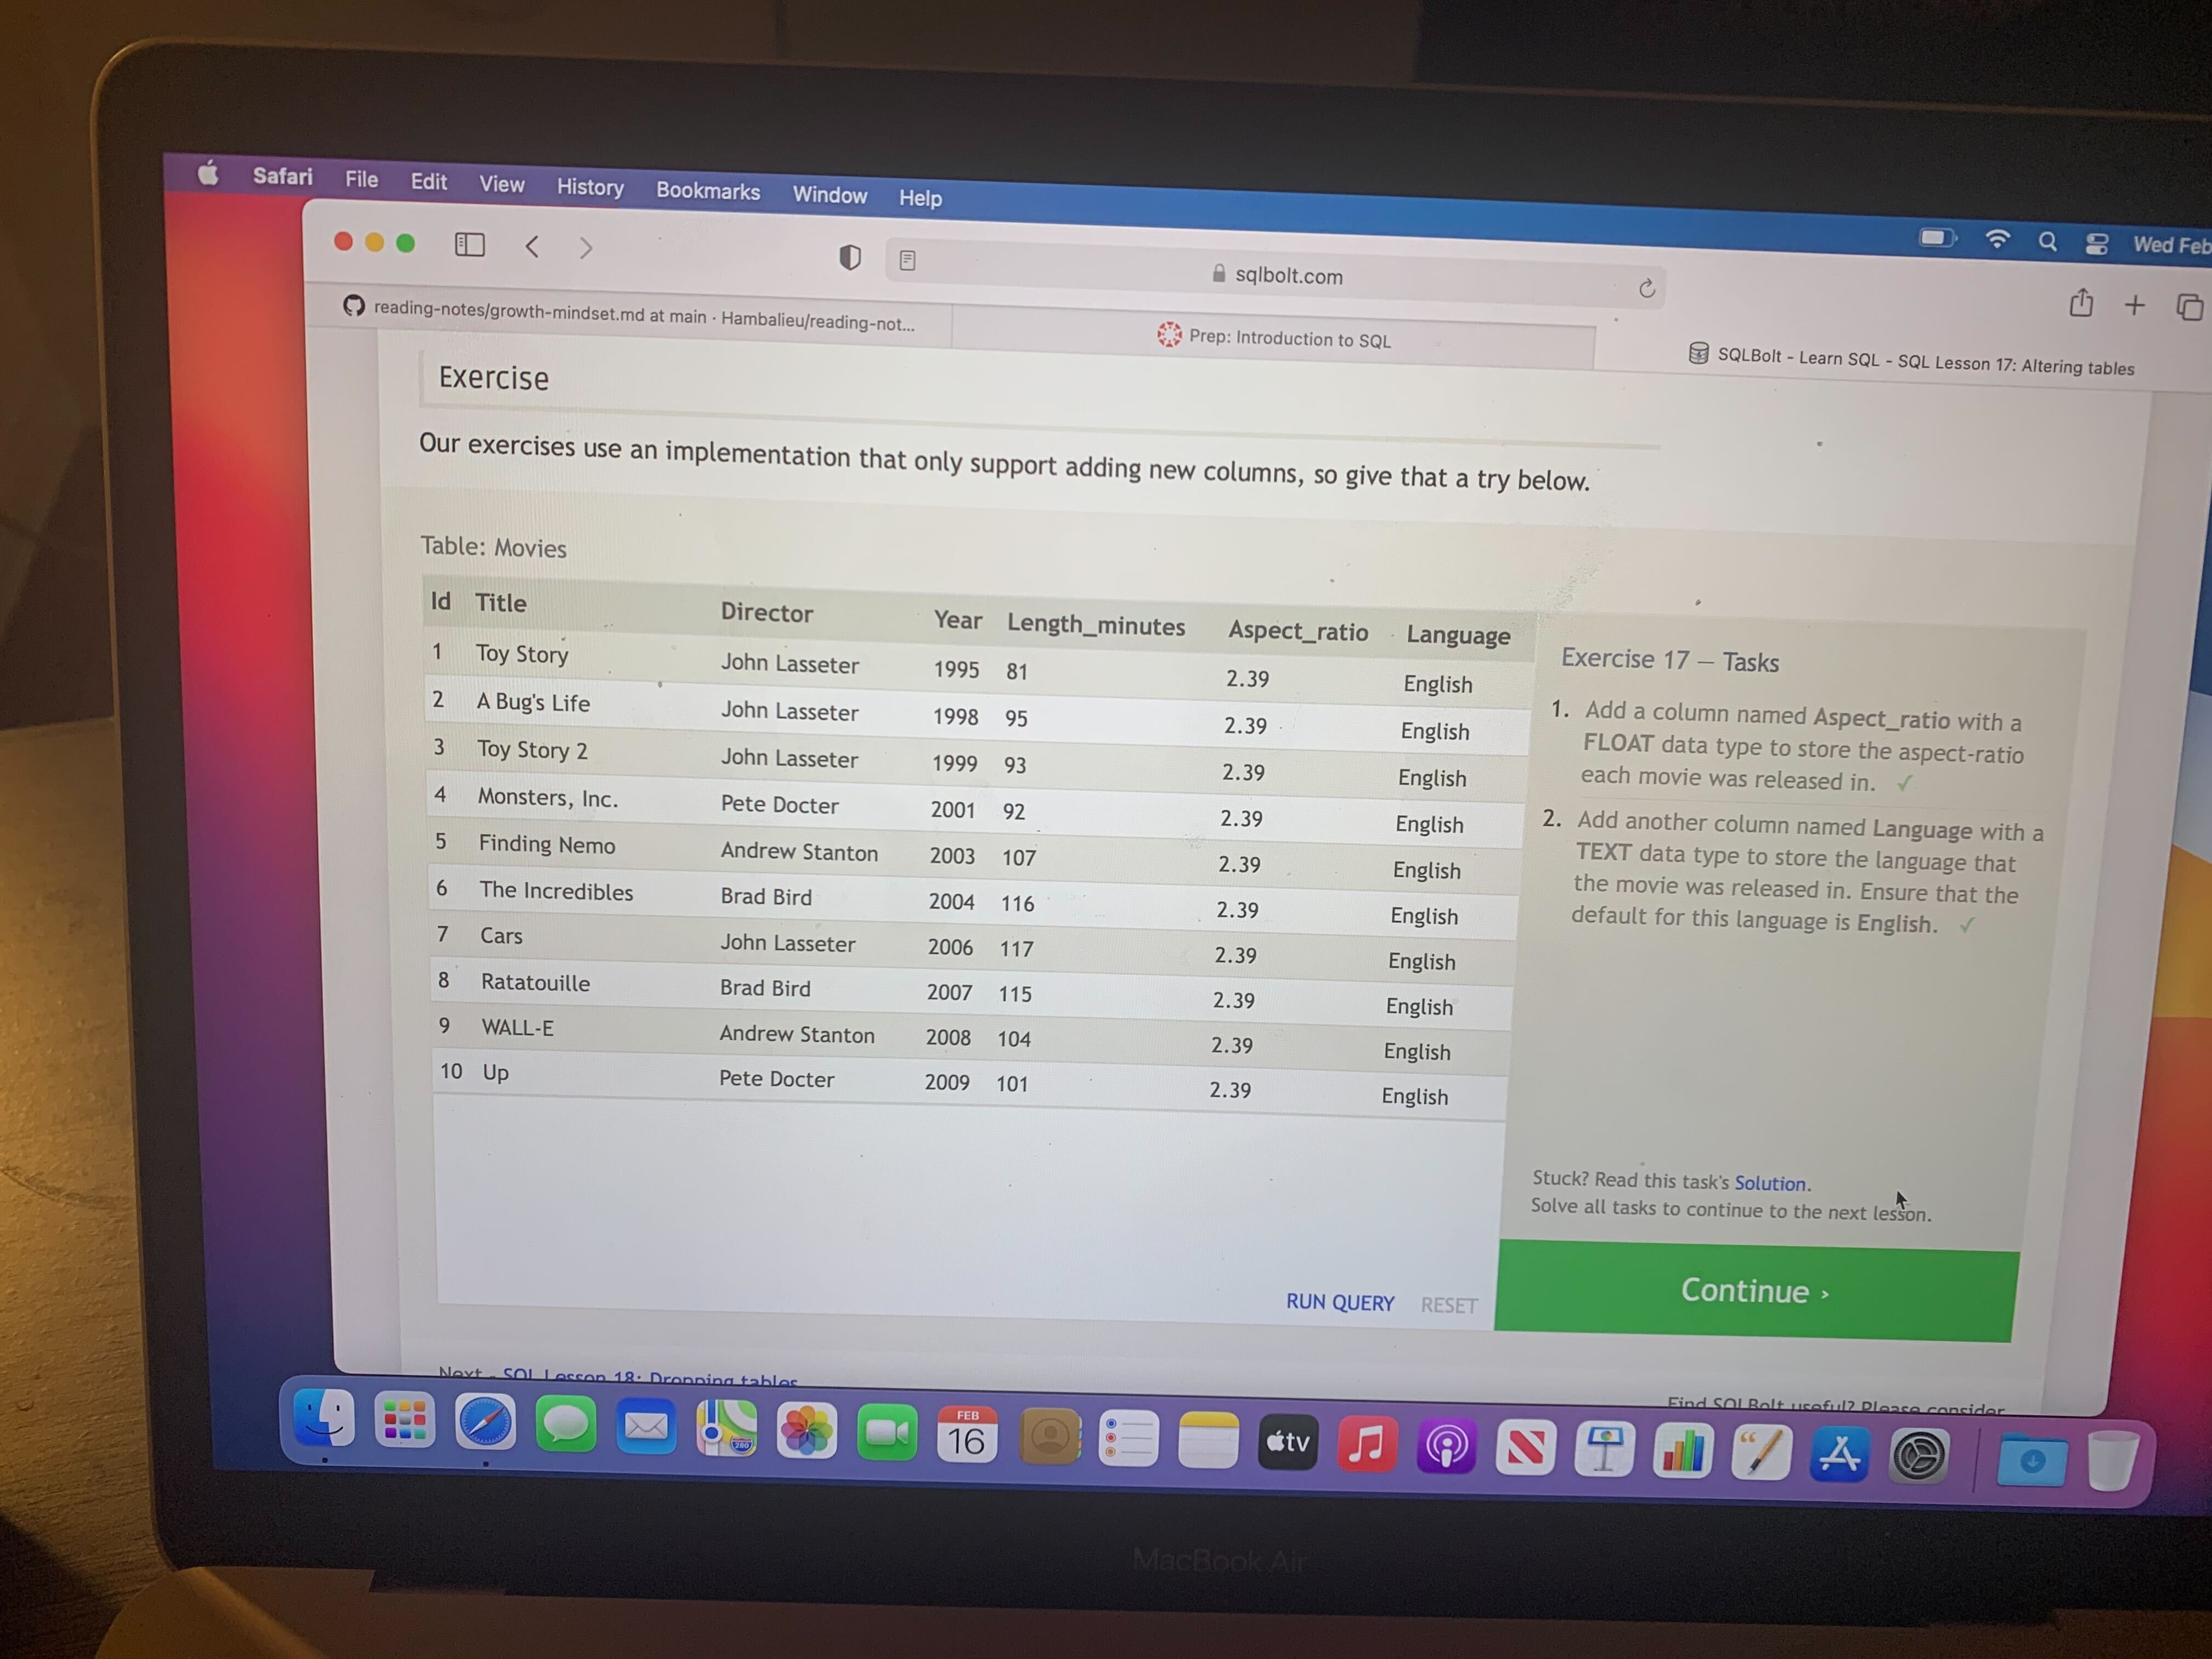 Safari File Edit View History Bookmarks Window Help
Wed Feb
sqlbolt.com
reading-notes/growth-mindset.md at main · Hambalieu/reading-not...
Prep: Introduction to SQL
SQLBolt - Learn SQL - SQL Lesson 17: Altering tables
Exercise
Our exercises use an implementation that only support adding new columns, so give that a try below.
Table: Movies
Id Title Director Year Length_minutes Aspect_ratio Language
1 Toy Story John Lasseter 1995 81 2.39 English
2 A Bug's Life John Lasseter 1998 95 2.39 English
3 Toy Story 2 John Lasseter 1999 93 2.39 English
4 Monsters, Inc. Pete Docter 2001 92 2.39 English
5 Finding Nemo Andrew Stanton 2003 107 2.39 English
6 The Incredibles Brad Bird 2004 116 2.39 English
7 Cars John Lasseter 2006 117 2.39 English
8 Ratatouille Brad Bird 2007 115 2.39 English
9 WALL-E Andrew Stanton 2008 104 2.39 English
10 Up Pete Docter 2009 101 2.39 English
RUN QUERY RESET
Exercise 17 — Tasks
1. Add a column named Aspect_ratio with a
FLOAT data type to store the aspect-ratio
each movie was released in. ✓
2. Add another column named Language with a
TEXT data type to store the language that
the movie was released in. Ensure that the
default for this language is English. ✓
Stuck? Read this task's Solution.
Solve all tasks to continue to the next lesson.
Continue ›
Next – SQL Lesson 18: Dropping tables
Find SQLBolt useful? Please consider
280
FEB
16
tv
MacBook Air